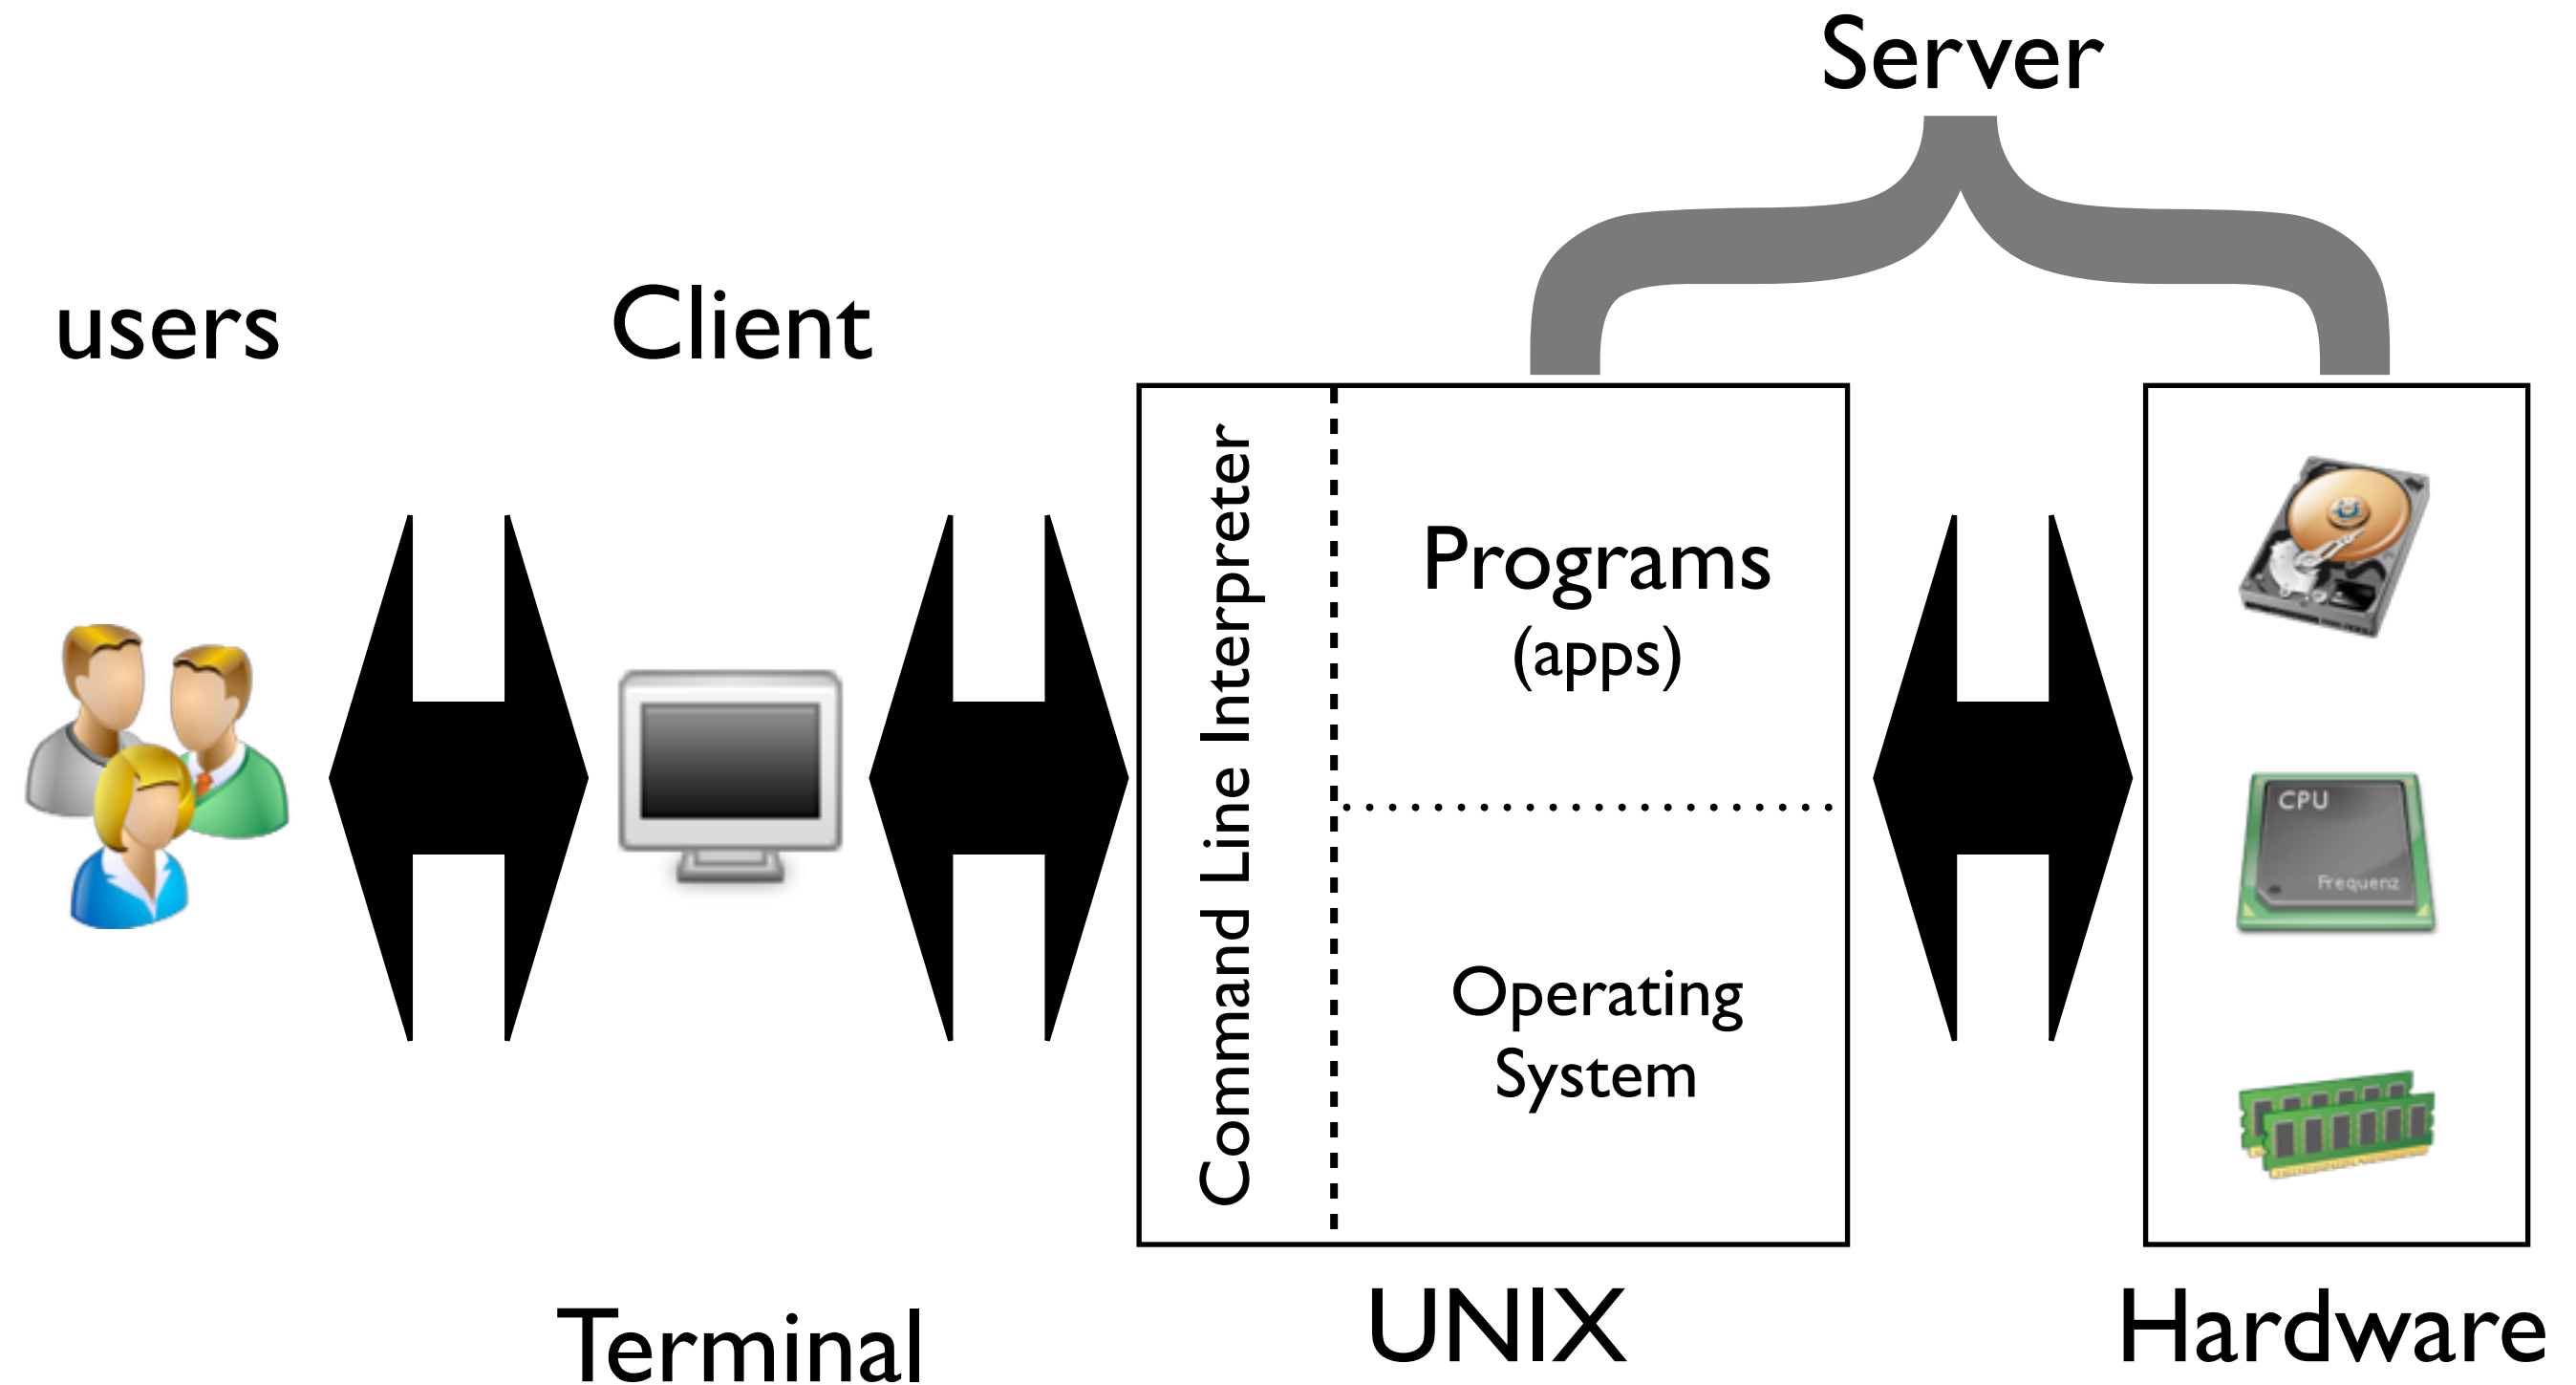 Server
users
Client
Command Line Interpreter
Programs
(apps)
Operating
System
CPU
Frequenz
Terminal
UNIX
Hardware